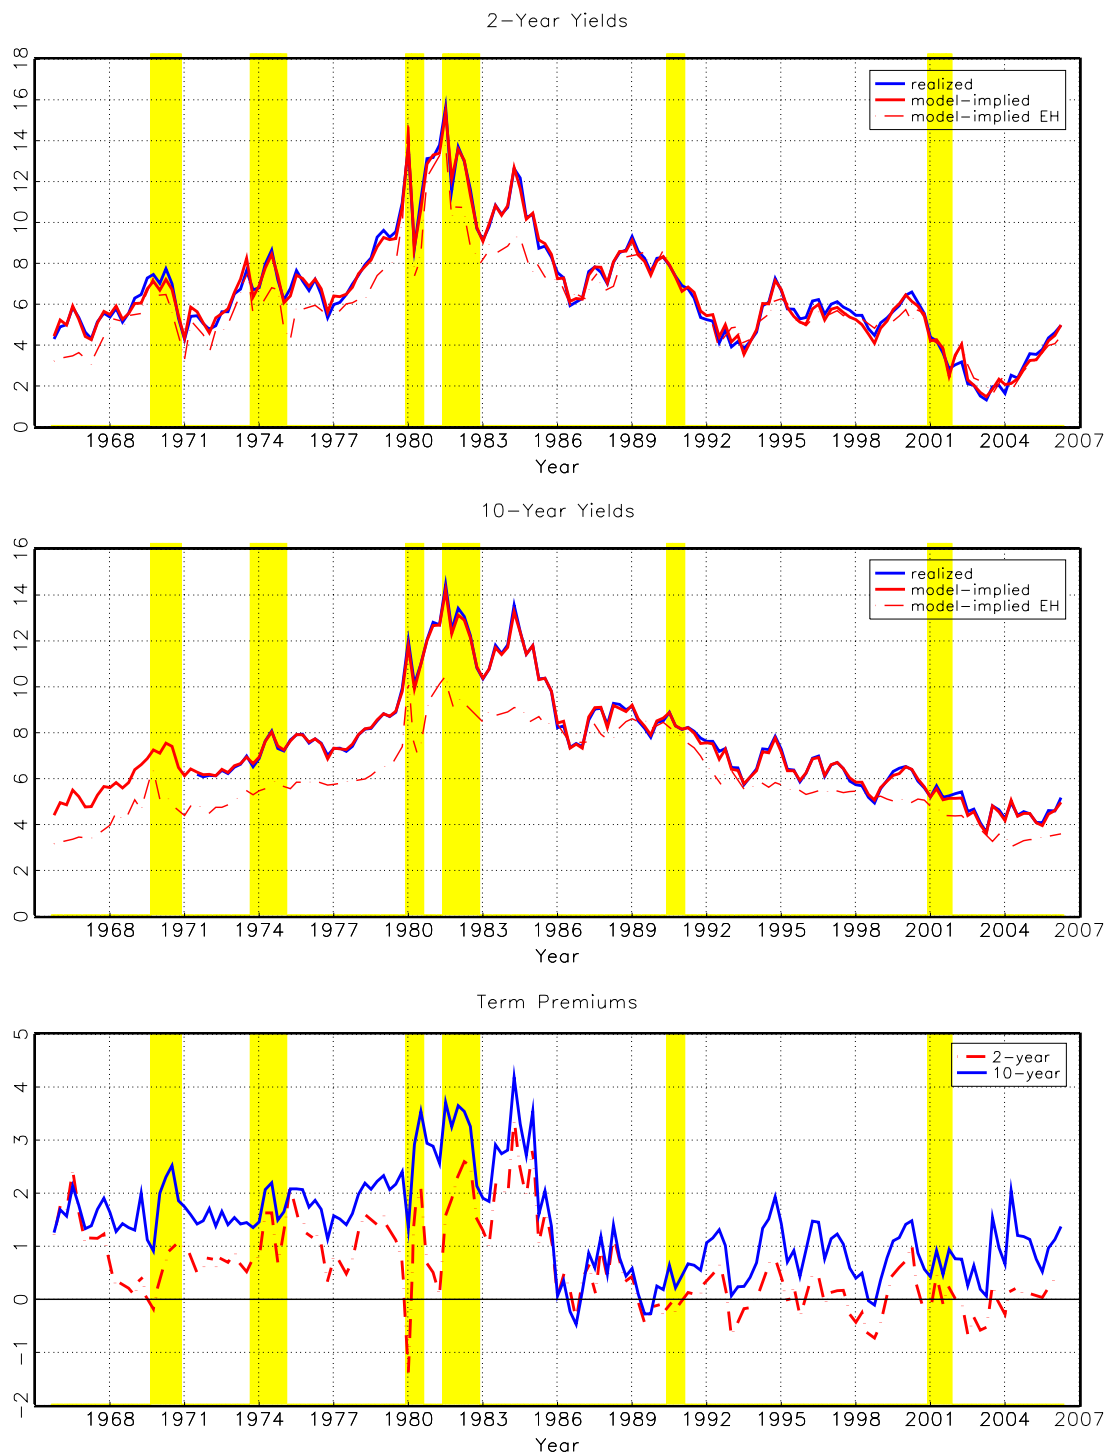 2-Year Yields
18
16
14
12
10
8
6
4
2
0
realized
model-implied
model-implied EH
1968 1971 1974 1977 1980 1983 1986 1989 1992 1995 1998 2001 2004 2007
Year
10-Year Yields
16
14
12
10
8
6
4
2
0
realized
model-implied
model-implied EH
1968 1971 1974 1977 1980 1983 1986 1989 1992 1995 1998 2001 2004 2007
Year
Term Premiums
5
4
3
2
1
0
-1
-2
2-year
10-year
1968 1971 1974 1977 1980 1983 1986 1989 1992 1995 1998 2001 2004 2007
Year